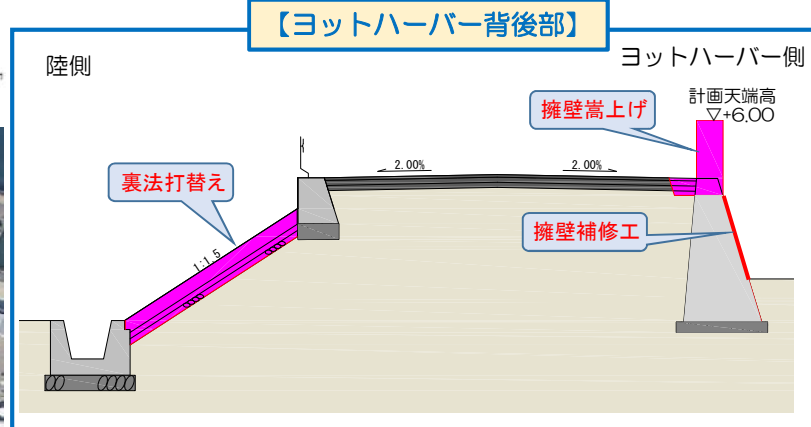 【ヨットハーバー背後部】
陸側
ヨットハーバー側
計画天端高
▽+6.00
擁壁嵩上げ
裏法打替え
2.00%
2.00%
擁壁補修工
1:1.5